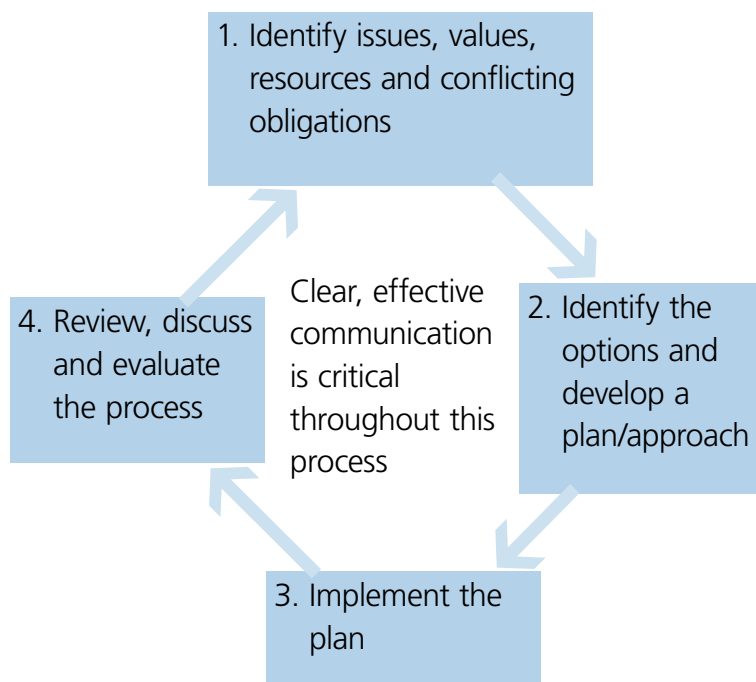 1. Identify issues, values,
resources and conflicting
obligations
2. Identify the
options and
develop a
plan/approach
3. Implement the
plan
4. Review, discuss
and evaluate
the process
Clear, effective
communication
is critical
throughout this
process